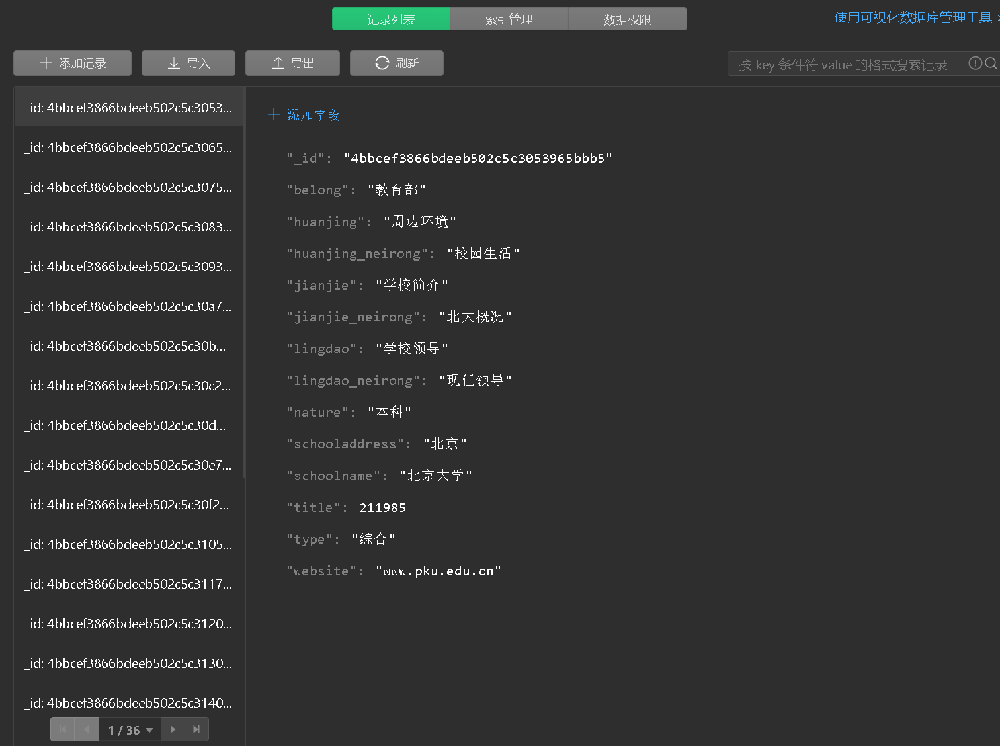 记录列表 索引管理 数据权限 使用可视化数据库管理工具
添加记录 导入 导出 刷新 按 key 条件符 value 的格式搜索记录
_id: 4bbcef3866bdeeb502c5c3053...
_id: 4bbcef3866bdeeb502c5c3065...
_id: 4bbcef3866bdeeb502c5c3075...
_id: 4bbcef3866bdeeb502c5c3083...
_id: 4bbcef3866bdeeb502c5c3093...
_id: 4bbcef3866bdeeb502c5c30a7...
_id: 4bbcef3866bdeeb502c5c30b...
_id: 4bbcef3866bdeeb502c5c30c2...
_id: 4bbcef3866bdeeb502c5c30d...
_id: 4bbcef3866bdeeb502c5c30e7...
_id: 4bbcef3866bdeeb502c5c30f2...
_id: 4bbcef3866bdeeb502c5c3105...
_id: 4bbcef3866bdeeb502c5c3117...
_id: 4bbcef3866bdeeb502c5c3120...
_id: 4bbcef3866bdeeb502c5c3130...
_id: 4bbcef3866bdeeb502c5c3140...
1 / 36
+ 添加字段
"_id": "4bbcef3866bdeeb502c5c3053965bbb5"
"belong": "教育部"
"huanjing": "周边环境"
"huanjing_neirong": "校园生活"
"jianjie": "学校简介"
"jianjie_neirong": "北大概况"
"lingdao": "学校领导"
"lingdao_neirong": "现任领导"
"nature": "本科"
"schooladdress": "北京"
"schoolname": "北京大学"
"title": 211985
"type": "综合"
"website": "www.pku.edu.cn"